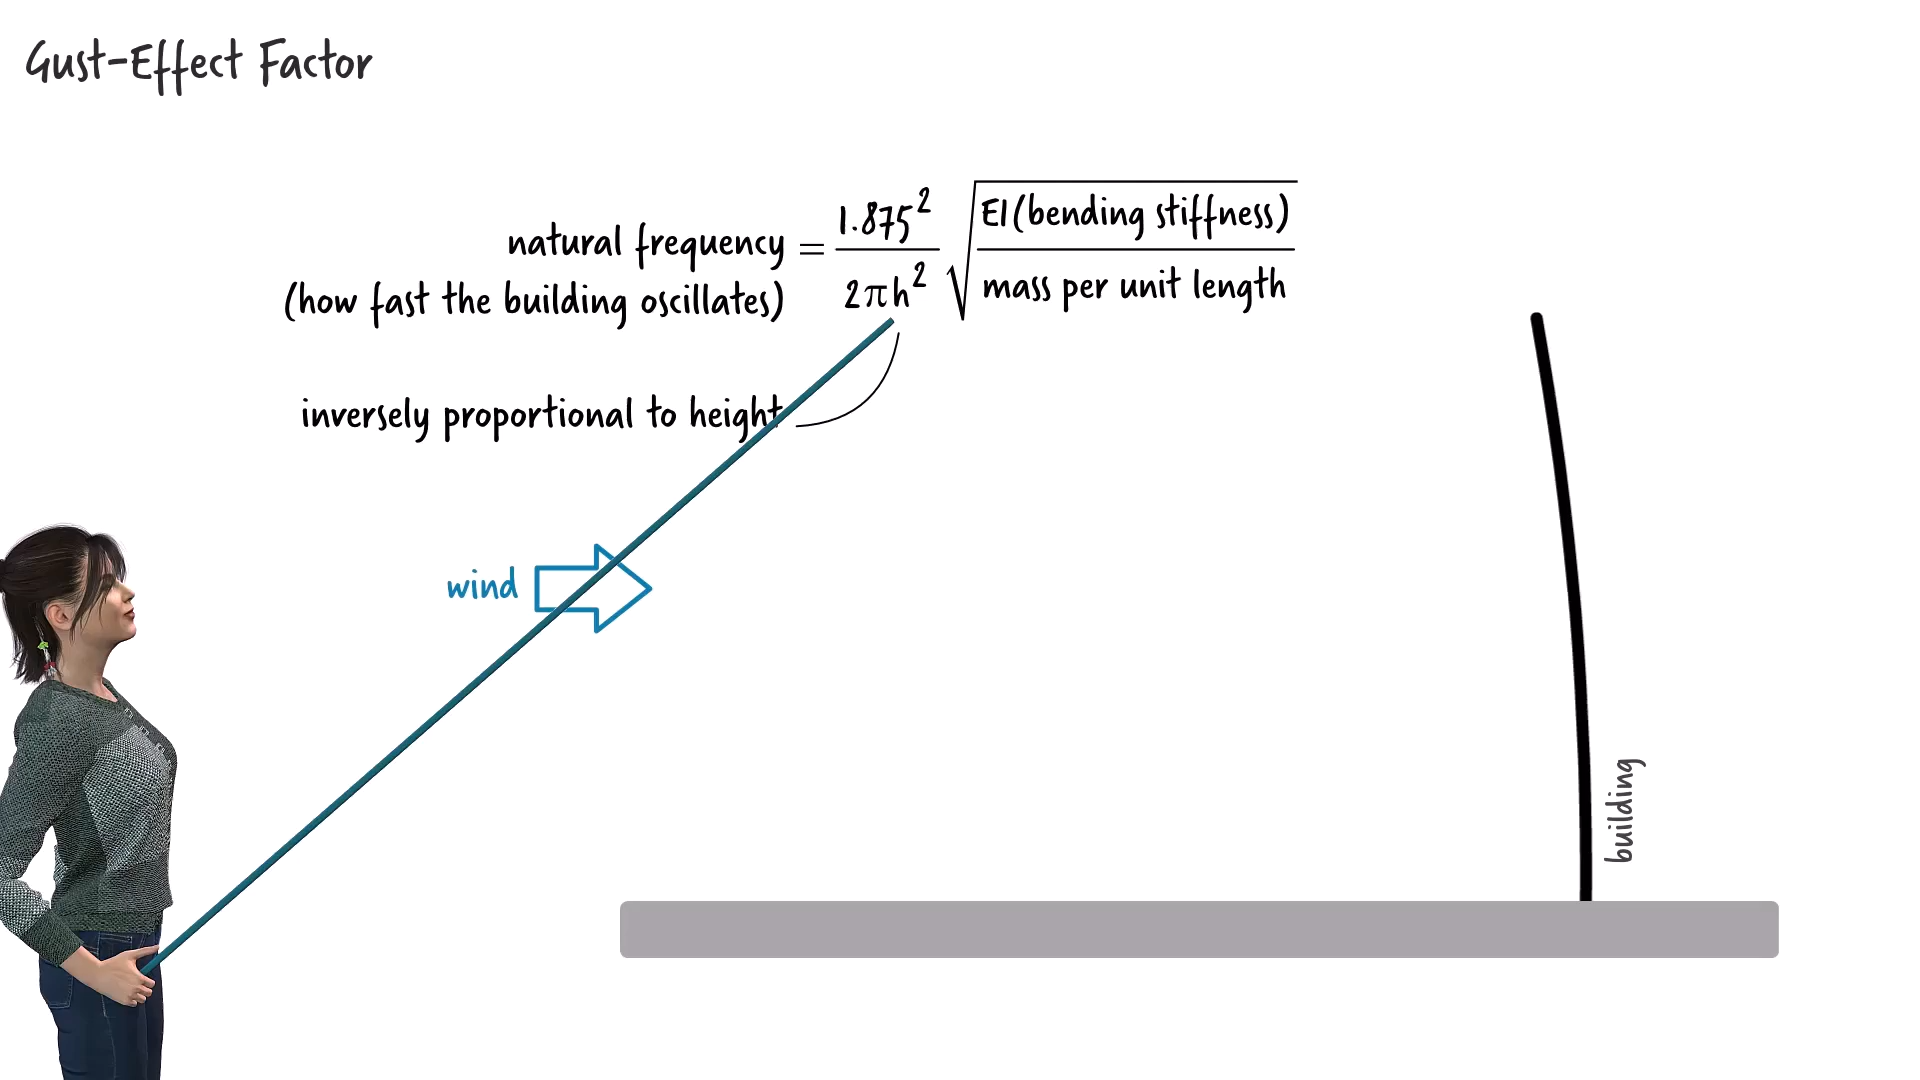 Gust-Effect Factor
natural frequency = 1.875² / 2πh² √ EI(bending stiffness) / mass per unit length
(how fast the building oscillates)
inversely proportional to height
wind
building